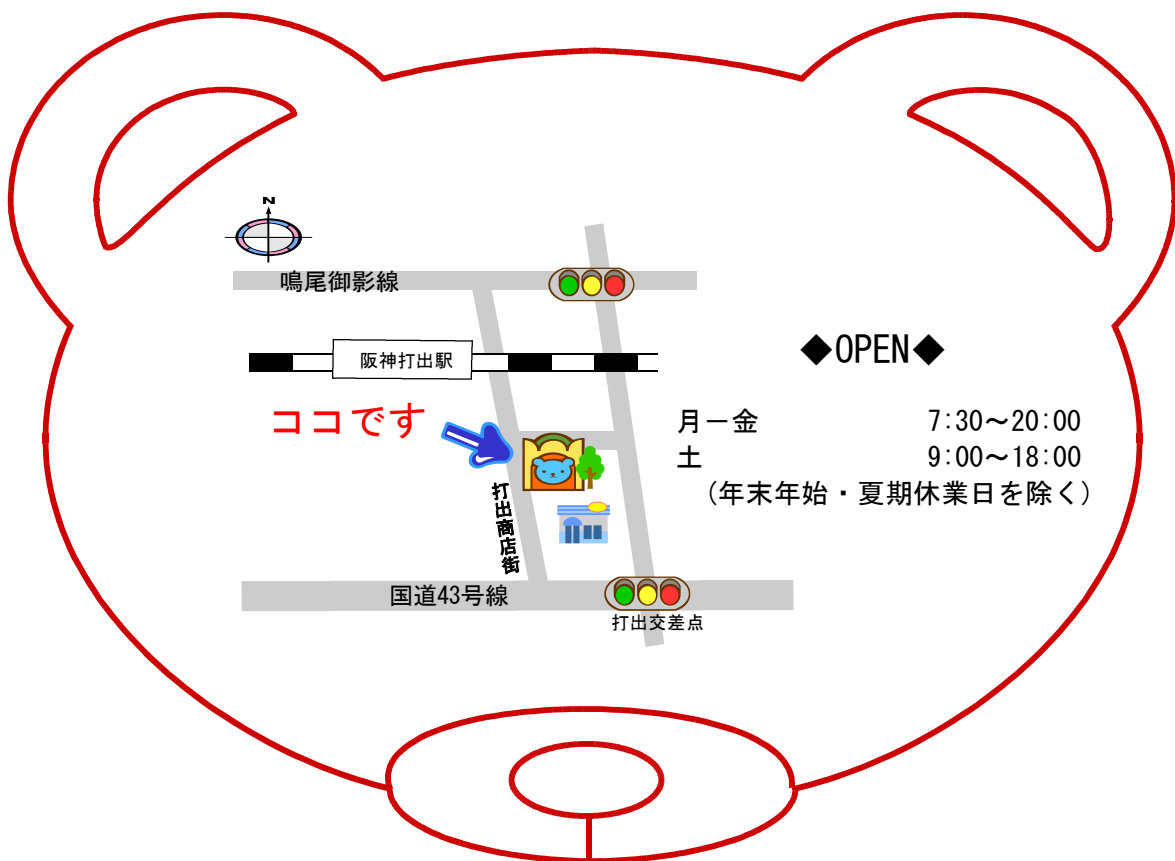 N
鳴尾御影線
阪神打出駅
◆OPEN◆
ココです
月ー金 7:30～20:00
土 9:00～18:00
(年末年始・夏期休業日を除く)
打出商店街
国道43号線
打出交差点